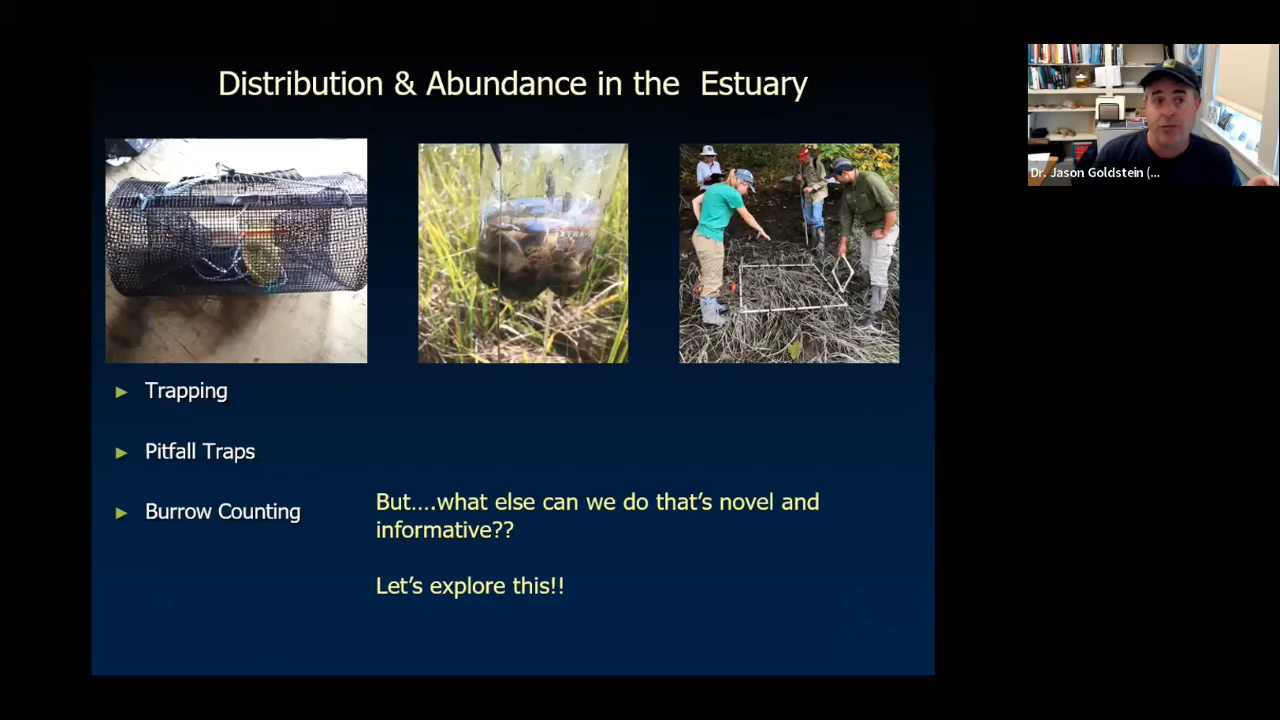 Distribution & Abundance in the Estuary
XTRA-
Dr. Jason Goldstein (...
Trapping
Pitfall Traps
Burrow Counting
But....what else can we do that's novel and
informative??
Let's explore this!!